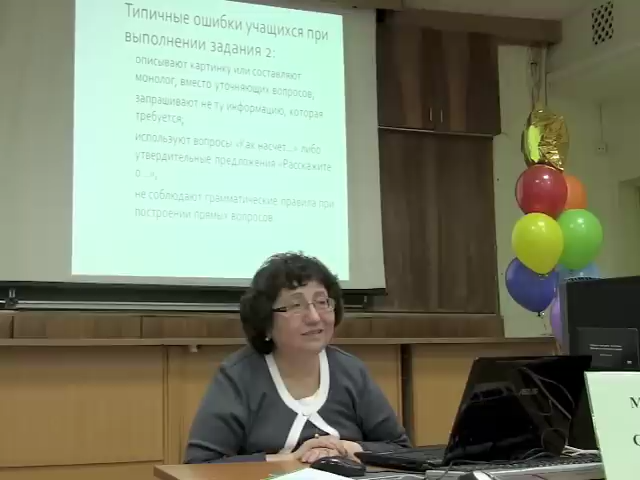 Типичные ошибки учащихся при
выполнении задания 2:
описывают картинку или составляют
монолог, вместо уточняющих вопросов,
запрашивают не ту информацию, которая
требуется,
используют вопросы «Как насчет...» либо
утвердительные предложения «Расскажите
о...»,
не соблюдают грамматические правила при
построении прямых вопросов.